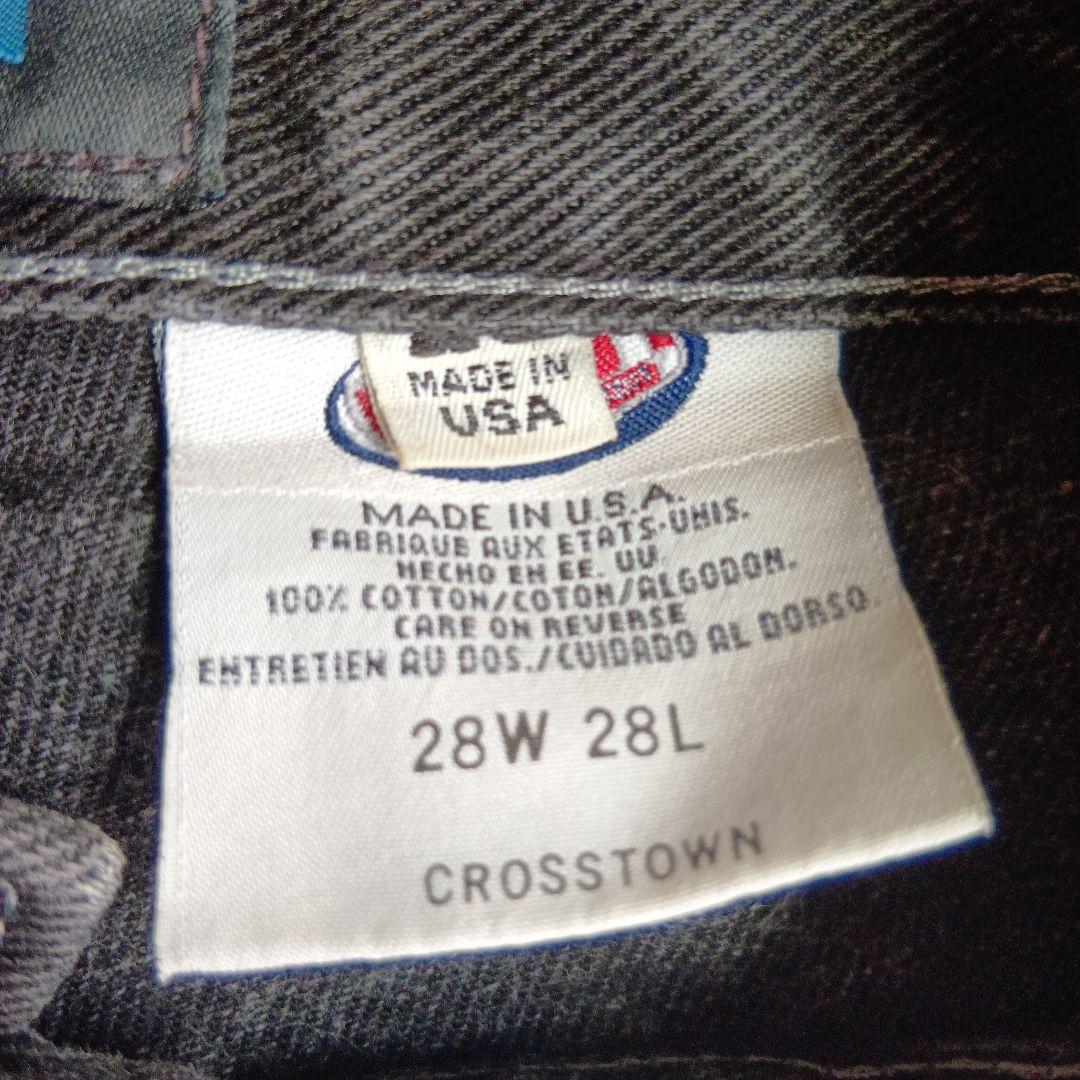 MADE IN
USA
MADE IN U.S.A.
FABRIQUE AUX ETATS-UNIS.
HECHO EN EE. UU.
100% COTTON/COTON/ALGODON.
CARE ON REVERSE
ENTRETIEN AU DOS./CUIDADO AL DORSO.
28W 28L
CROSSTOWN